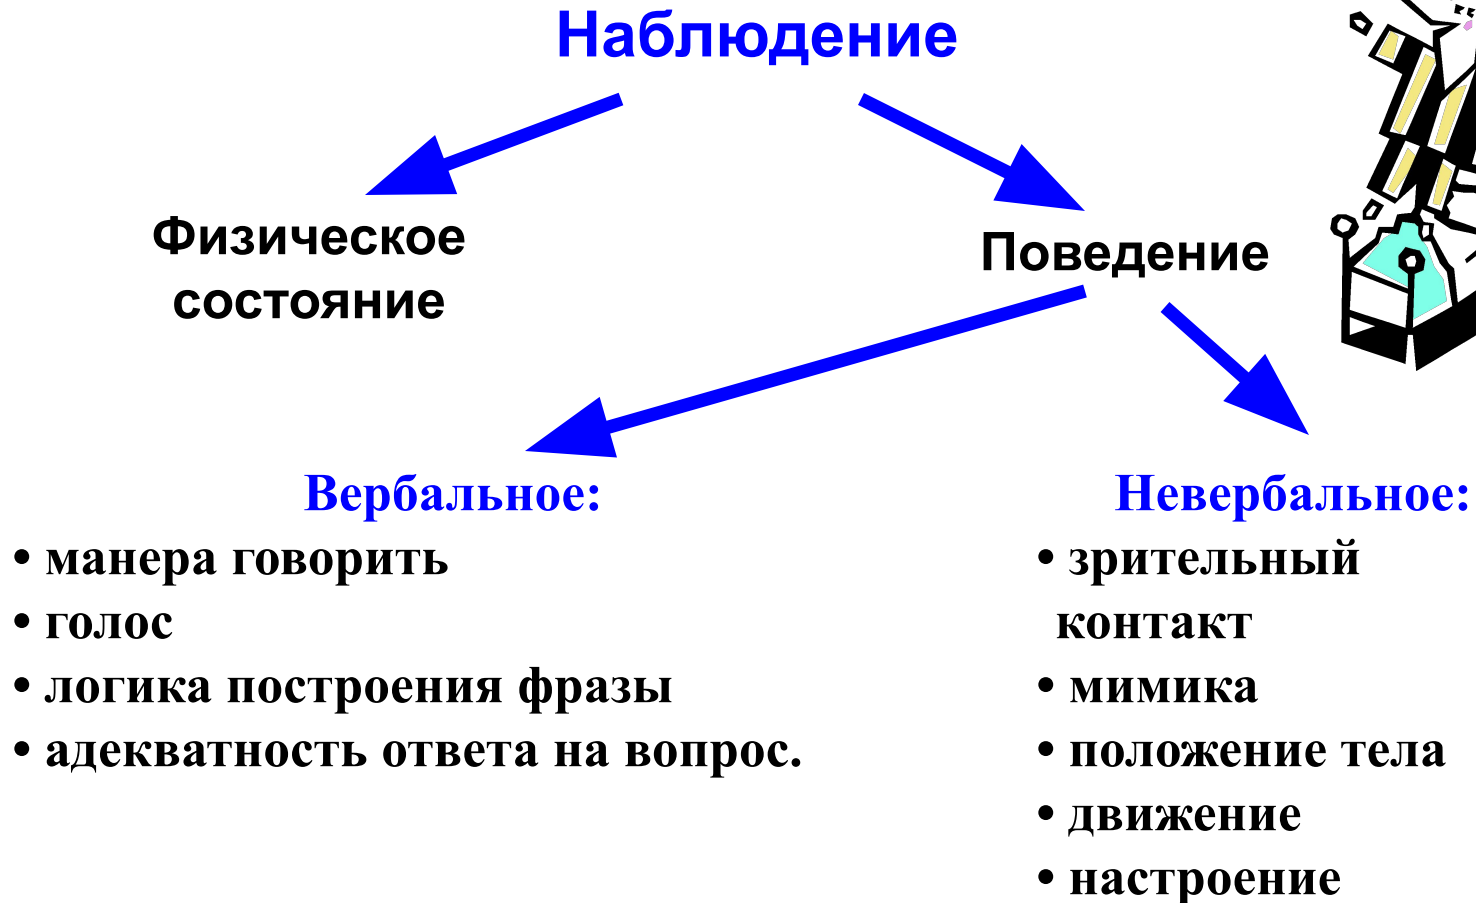 Наблюдение
Физическое
состояние
Поведение
Вербальное:
• манера говорить
• голос
• логика построения фразы
• адекватность ответа на вопрос.
Невербальное:
• зрительный
контакт
• мимика
• положение тела
• движение
• настроение